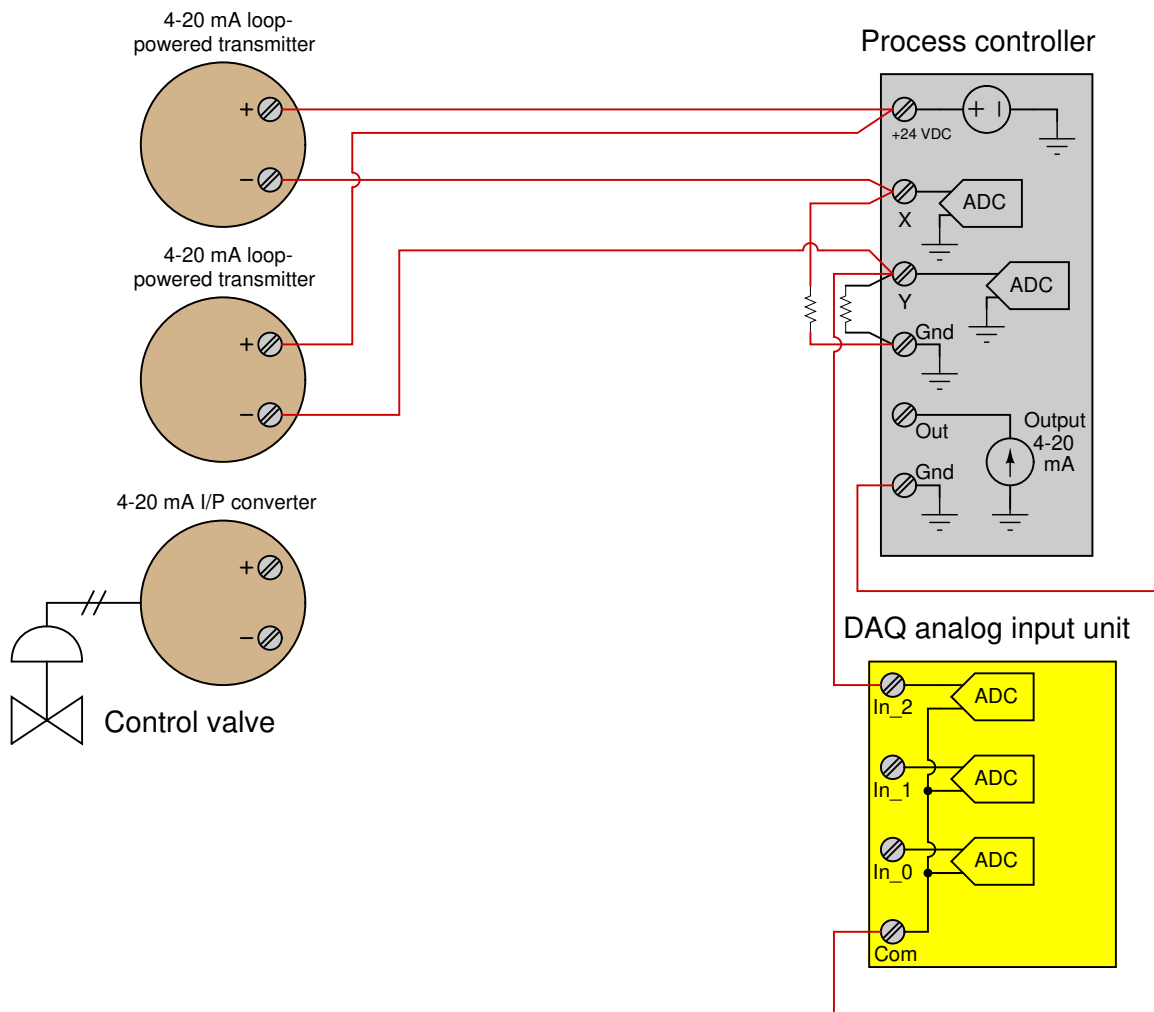 4-20 mA loop-
powered transmitter
+
−
4-20 mA loop-
powered transmitter
+
−
4-20 mA I/P converter
+
−
Control valve
Process controller
+24 VDC
+ −
X
ADC
Y
ADC
Gnd
Out
Output
4-20
mA
Gnd
DAQ analog input unit
In_2
ADC
In_1
ADC
In_0
ADC
Com